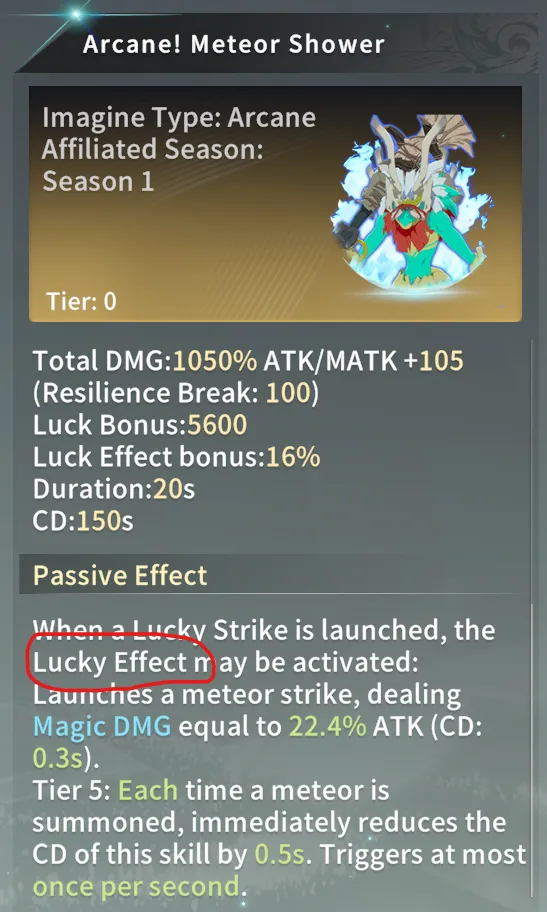 Arcane! Meteor Shower
Imagine Type: Arcane
Affiliated Season:
Season 1
Tier: 0
Total DMG:1050% ATK/MATK +105
(Resilience Break: 100)
Luck Bonus:5600
Luck Effect bonus:16%
Duration:20s
CD:150s
Passive Effect
When a Lucky Strike is launched, the
Lucky Effect may be activated:
Launches a meteor strike, dealing
Magic DMG equal to 22.4% ATK (CD:
0.3s).
Tier 5: Each time a meteor is
summoned, immediately reduces the
CD of this skill by 0.5s. Triggers at most
once per second.